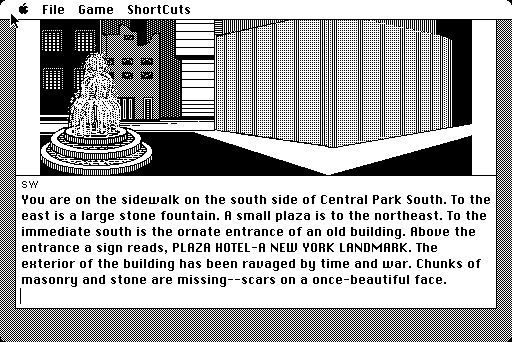 File Game ShortCuts
SW
You are on the sidewalk on the south side of Central Park South. To the
east is a large stone fountain. A small plaza is to the northeast. To the
immediate south is the ornate entrance of an old building. Above the
entrance a sign reads, PLAZA HOTEL-A NEW YORK LANDMARK. The
exterior of the building has been ravaged by time and war. Chunks of
masonry and stone are missing--scars on a once-beautiful face.